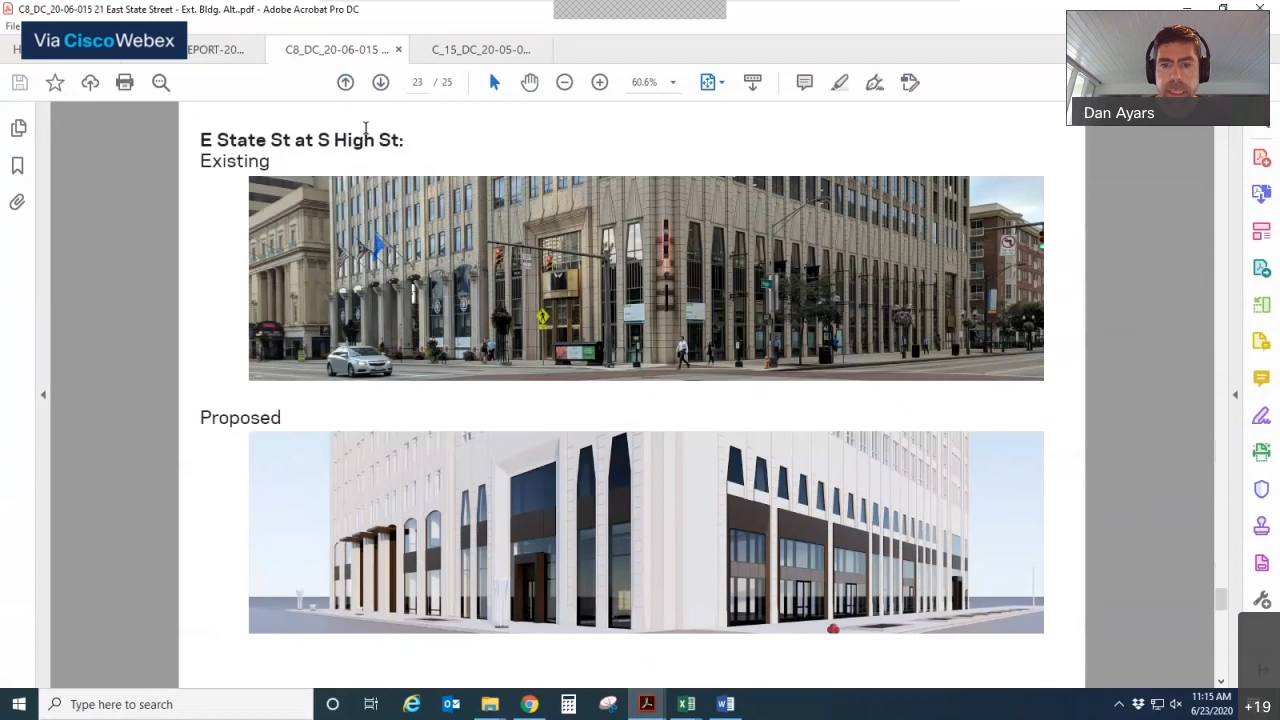 C8_DC_20-06-015 21 East State Street - Ext. Bldg. Alt..pdf - Adobe Acrobat Pro DC
Via Cisco Webex
EPORT-20...
C8_DC_20-06-015 ... ×
C_15_DC_20-05-0...
23 / 25
60.6%
Dan Ayars
E State St at S High St:
Existing
Proposed
Type here to search
11:15 AM
6/23/2020
+19